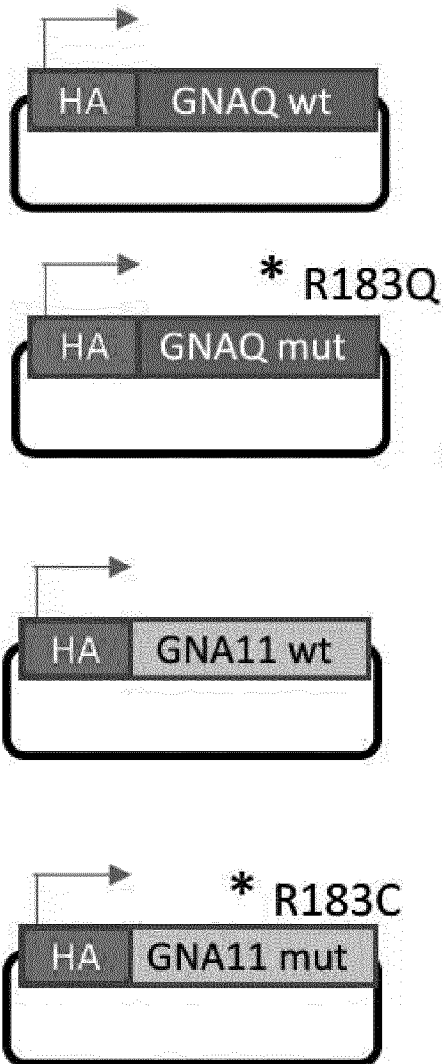 HA GNAQ wt
* R183Q
HA GNAQ mut
HA GNA11 wt
* R183C
HA GNA11 mut